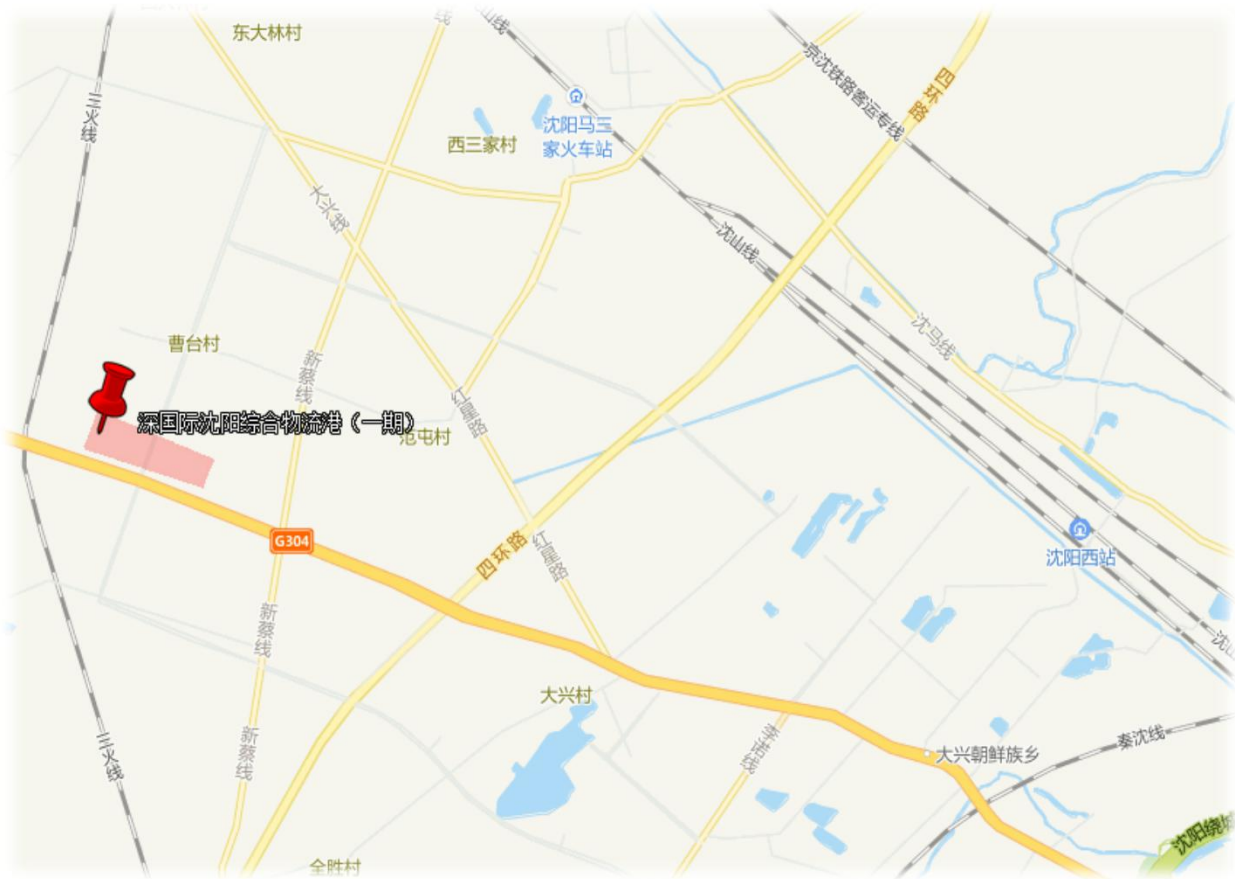 东大林村
线
山线
京沈铁路客运专线
四环路
三火线
沈阳马三
家火车站
西三家村
大兴线
沈山线
沈马线
曹台村
新蔡线
红星路
深国际沈阳综合物流港（一期）
范屯村
G304
四环路
红星路
沈阳西站
新蔡线
沈山
大兴村
新蔡线
三火线
李诺线
大兴朝鲜族乡
秦沈线
沈阳绕城
全胜村